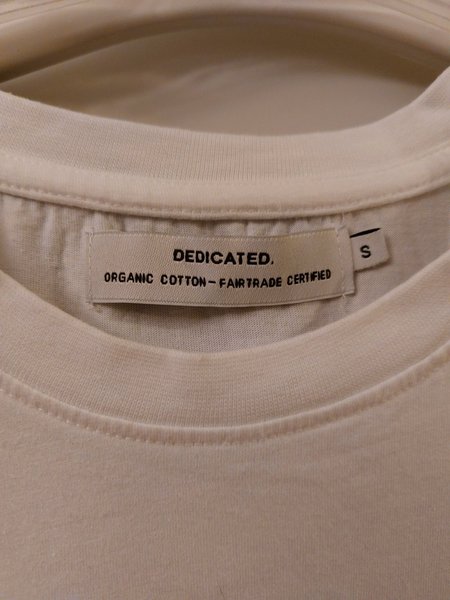 DEDICATED.
ORGANIC COTTON – FAIRTRADE CERTIFIED
S